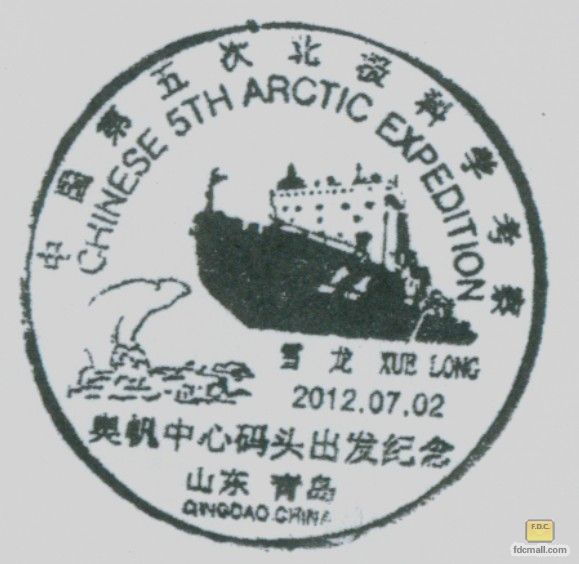 中国第五次北极科学考察
CHINESE 5TH ARCTIC EXPEDITION
雪龙 XUE LONG
2012.07.02
奥帆中心码头出发纪念
山东 青岛
QINGDAO.CHINA
F.D.C.
fdcmall.com